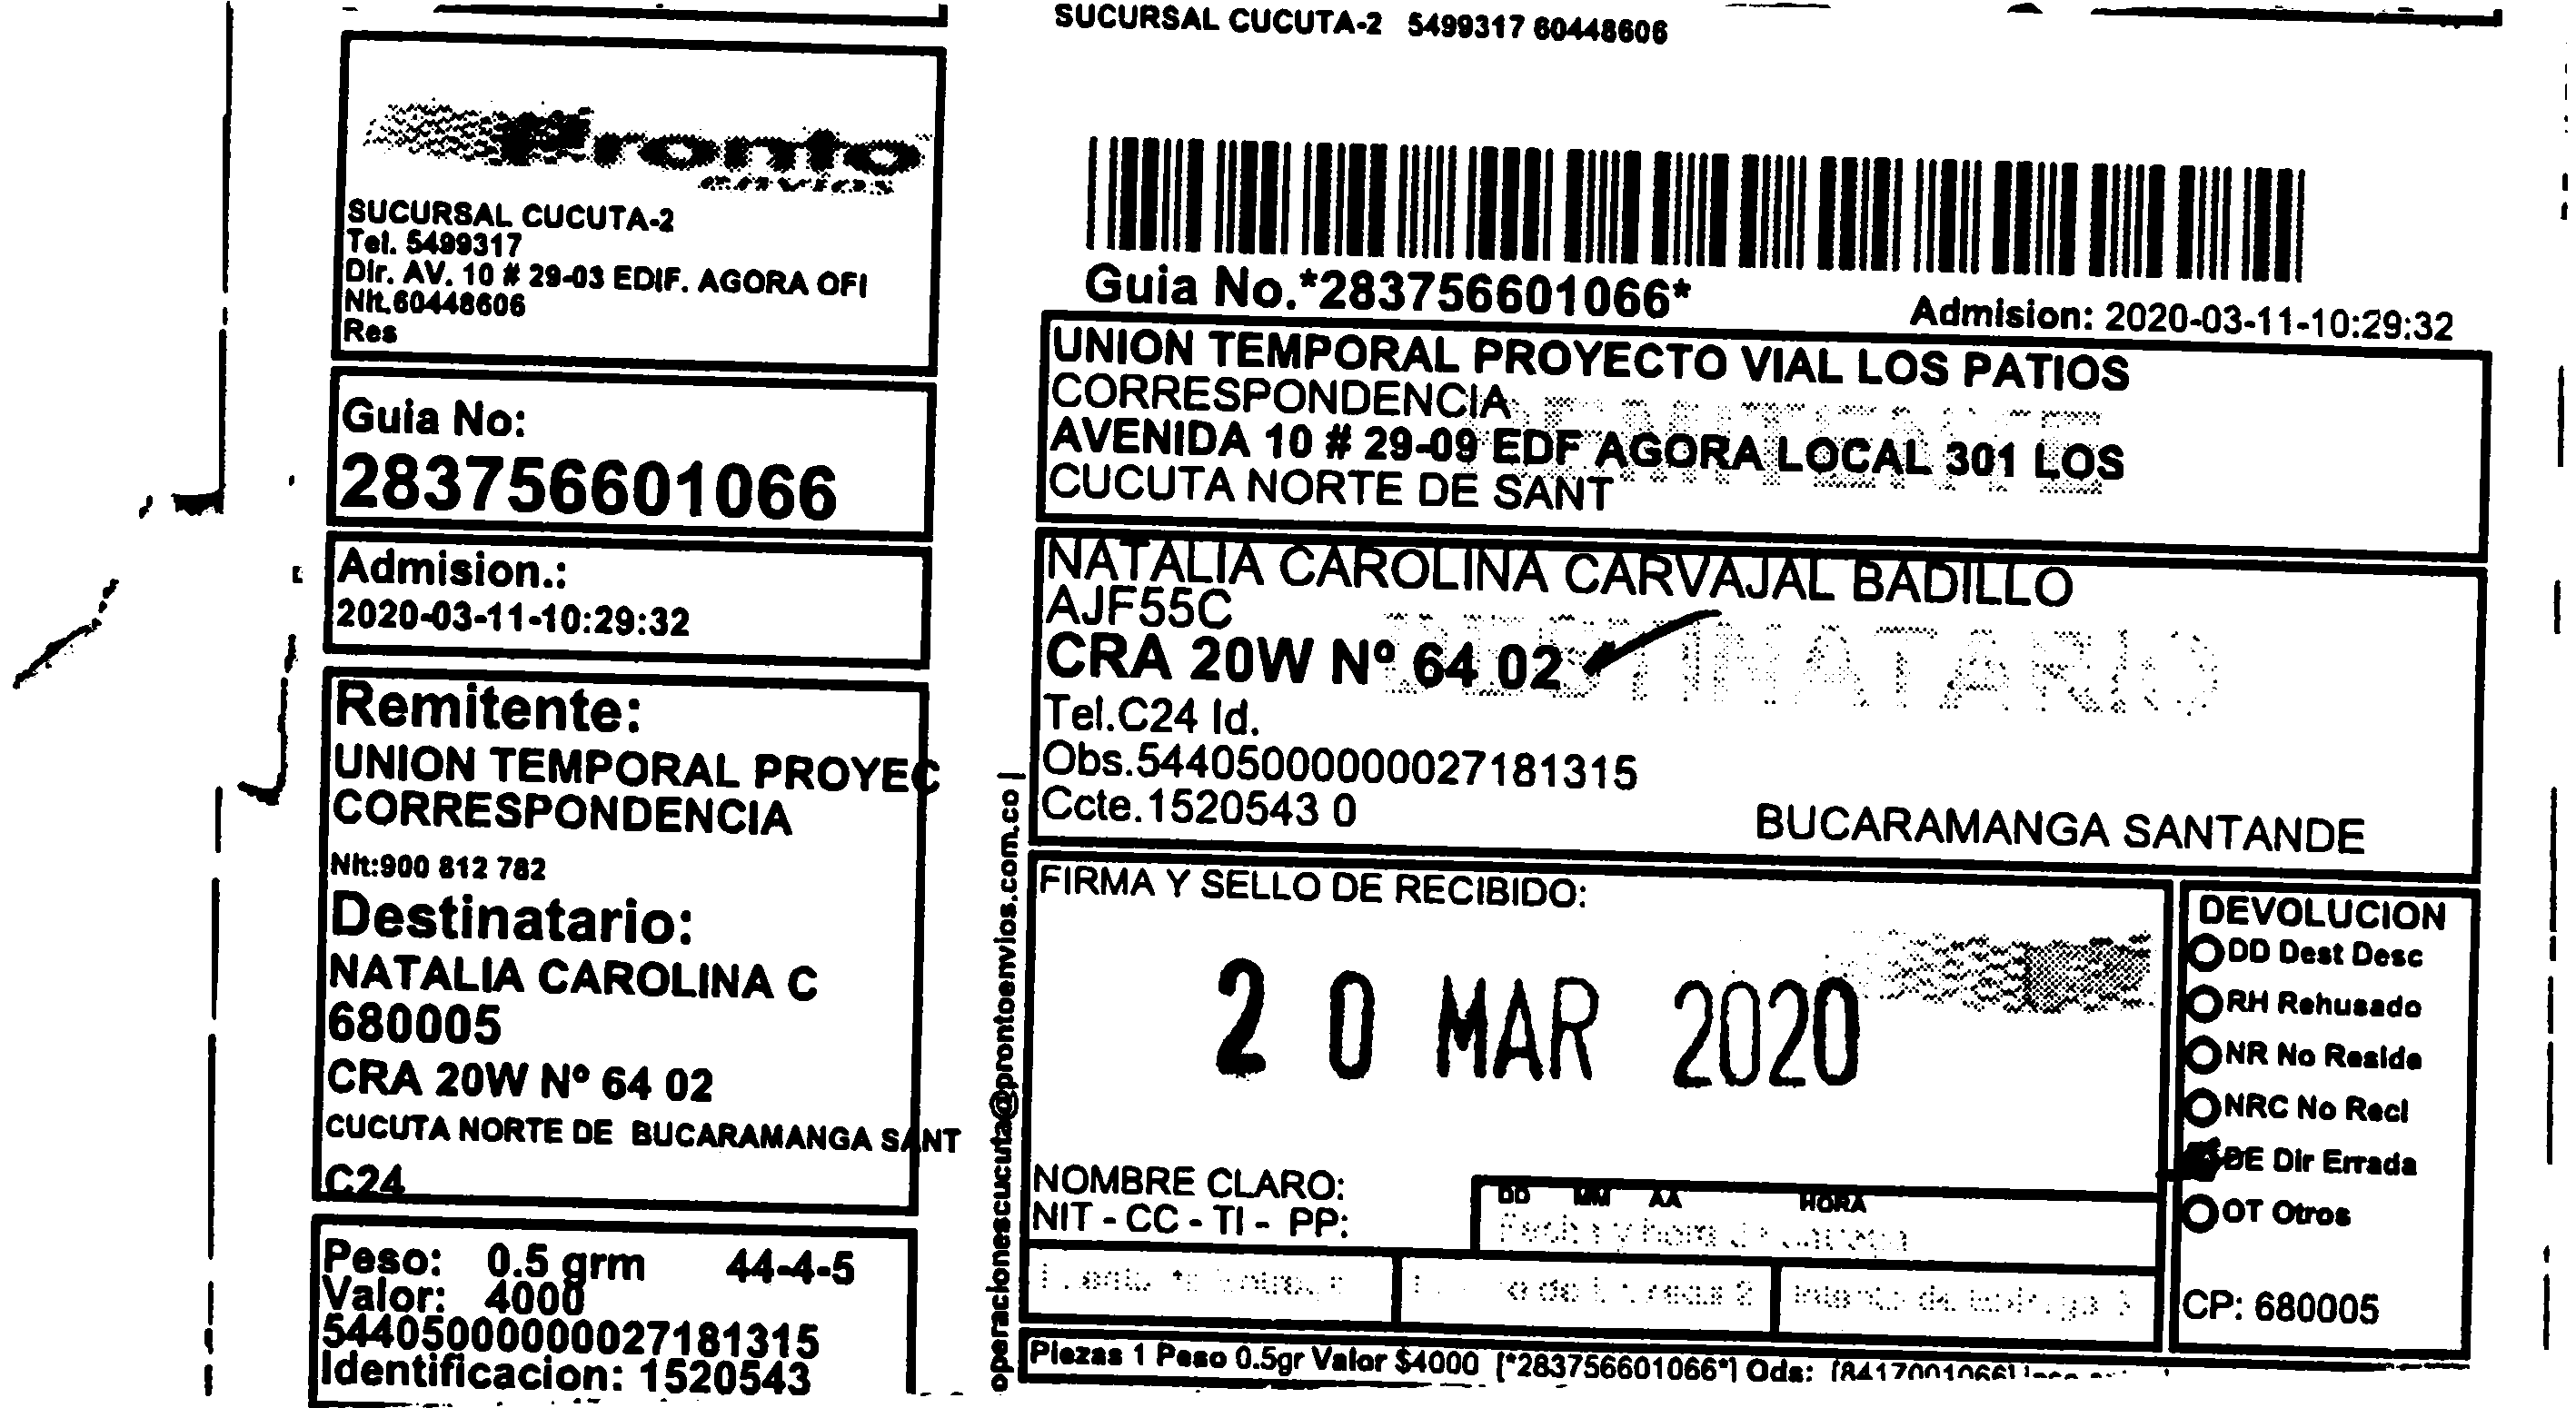 SUCURSAL CUCUTA-2 5499317 60448606
Pronto
envios
SUCURSAL CUCUTA-2
Tel. 5499317
Dir. AV. 10 # 29-03 EDIF. AGORA OFI
Nit.60448606
Res
Guia No:
283756601066
Admision.:
2020-03-11-10:29:32
Remitente:
UNION TEMPORAL PROYEC
CORRESPONDENCIA
Nit:900 812 782
Destinatario:
NATALIA CAROLINA C
680005
CRA 20W Nº 64 02
CUCUTA NORTE DE BUCARAMANGA SANT
C24
Peso: 0.5 grm 44-4-5
Valor: 4000
544050000000027181315
Identificacion: 1520543
operacionescucuta@prontoenvios.com.co |
Guia No.*283756601066*
Admision: 2020-03-11-10:29:32
UNION TEMPORAL PROYECTO VIAL LOS PATIOS
CORRESPONDENCIA
REMITENTE
AVENIDA 10 # 29-09 EDF AGORA LOCAL 301 LOS
CUCUTA NORTE DE SANT
NATALIA CAROLINA CARVAJAL BADILLO
AJF55C
DESTINATARIO
CRA 20W Nº 64 02
Tel.C24 Id.
Obs.544050000000027181315
Ccte.1520543 0
BUCARAMANGA SANTANDE
FIRMA Y SELLO DE RECIBIDO:
20 MAR 2020
NOMBRE CLARO:
NIT - CC - TI - PP:
DD MM AA HORA
DEVOLUCION
DD Dest Desc
RH Rehusado
NR No Reside
NRC No Recl
DE Dir Errada
OT Otros
CP: 680005
Piezas 1 Peso 0.5gr Valor $4000 [*283756601066*] Ods: [8417001066]